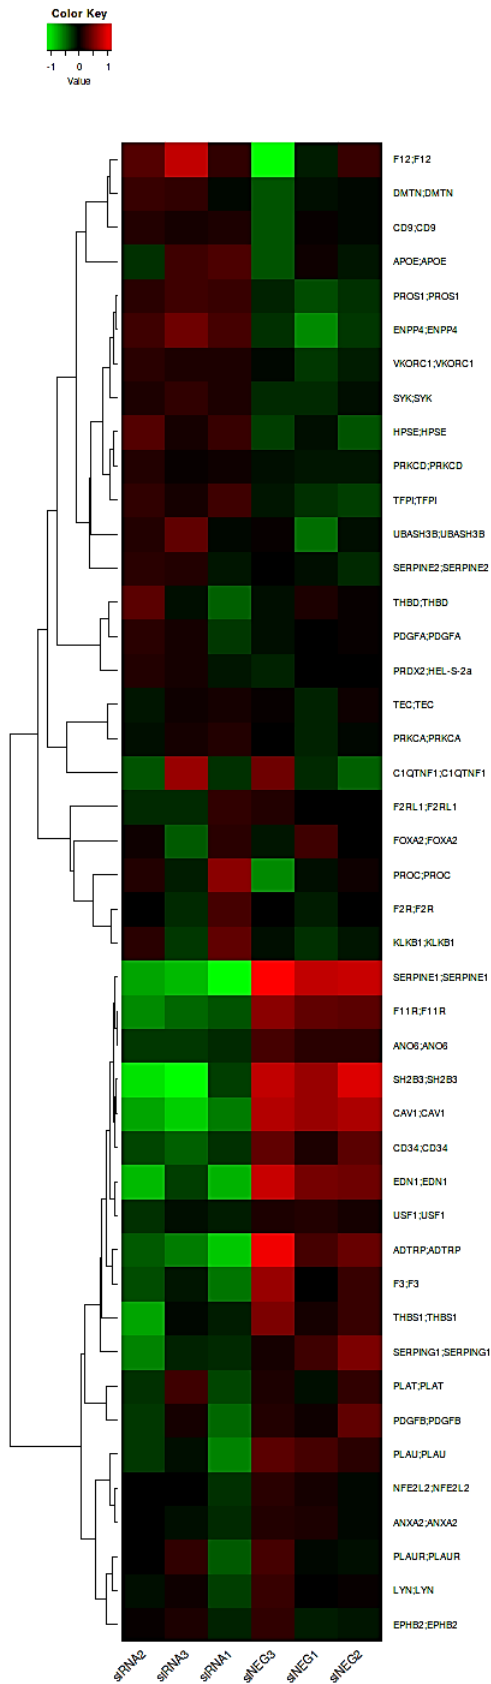 Color Key
-1 0 1
Value
F12;F12
DMTN;DMTN
CD9;CD9
APOE;APOE
PROS1;PROS1
ENPP4;ENPP4
VKORC1;VKORC1
SYK;SYK
HPSE;HPSE
PRKCD;PRKCD
TFPI;TFPI
UBASH3B;UBASH3B
SERPINE2;SERPINE2
THBD;THBD
PDGFA;PDGFA
PRDX2;HEL-S-2a
TEC;TEC
PRKCA;PRKCA
C1QTNF1;C1QTNF1
F2RL1;F2RL1
FOXA2;FOXA2
PROC;PROC
F2R;F2R
KLKB1;KLKB1
SERPINE1;SERPINE1
F11R;F11R
ANO6;ANO6
SH2B3;SH2B3
CAV1;CAV1
CD34;CD34
EDN1;EDN1
USF1;USF1
ADTRP;ADTRP
F3;F3
THBS1;THBS1
SERPING1;SERPING1
PLAT;PLAT
PDGFB;PDGFB
PLAU;PLAU
NFE2L2;NFE2L2
ANXA2;ANXA2
PLAUR;PLAUR
LYN;LYN
EPHB2;EPHB2
siRNA2 siRNA3 siRNA1 siNEG3 siNEG1 siNEG2